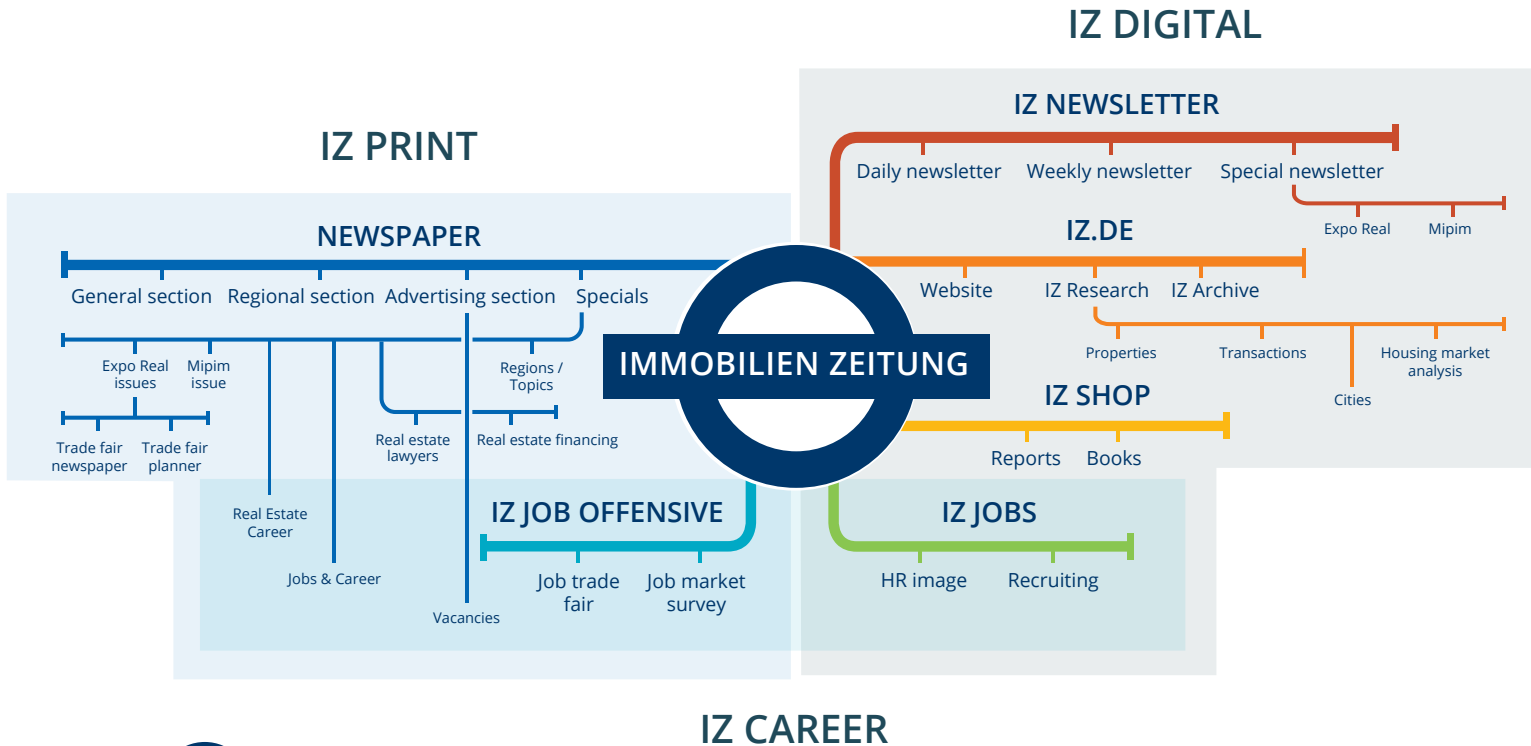 IZ DIGITAL
IZ PRINT
IZ NEWSLETTER
Daily newsletter
Weekly newsletter
Special newsletter
Expo Real
Mipim
NEWSPAPER
General section
Regional section
Advertising section
Specials
Expo Real
issues
Mipim
issue
Regions /
Topics
Trade fair
newspaper
Trade fair
planner
Real estate
lawyers
Real estate financing
Real Estate
Career
Jobs & Career
Vacancies
IMMOBILIEN ZEITUNG
IZ.DE
Website
IZ Research
IZ Archive
Properties
Transactions
Cities
Housing market
analysis
IZ SHOP
Reports
Books
IZ JOB OFFENSIVE
Job trade
fair
Job market
survey
IZ JOBS
HR image
Recruiting
IZ CAREER